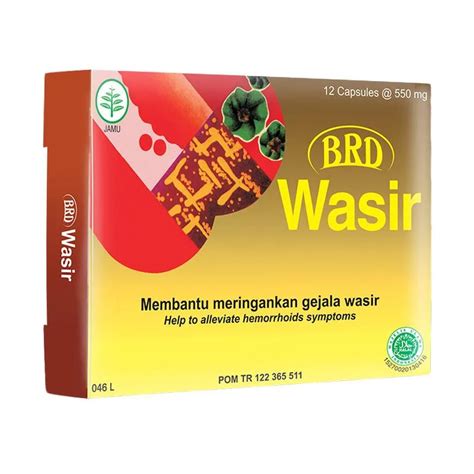 12 Capsules @ 550 mg
JAMU
BRD
Wasir
BRD Wasir
Membantu meringankan gejala wasir
Help to alleviate hemorrhoids symptoms
046 L
POM TR 122 365 511